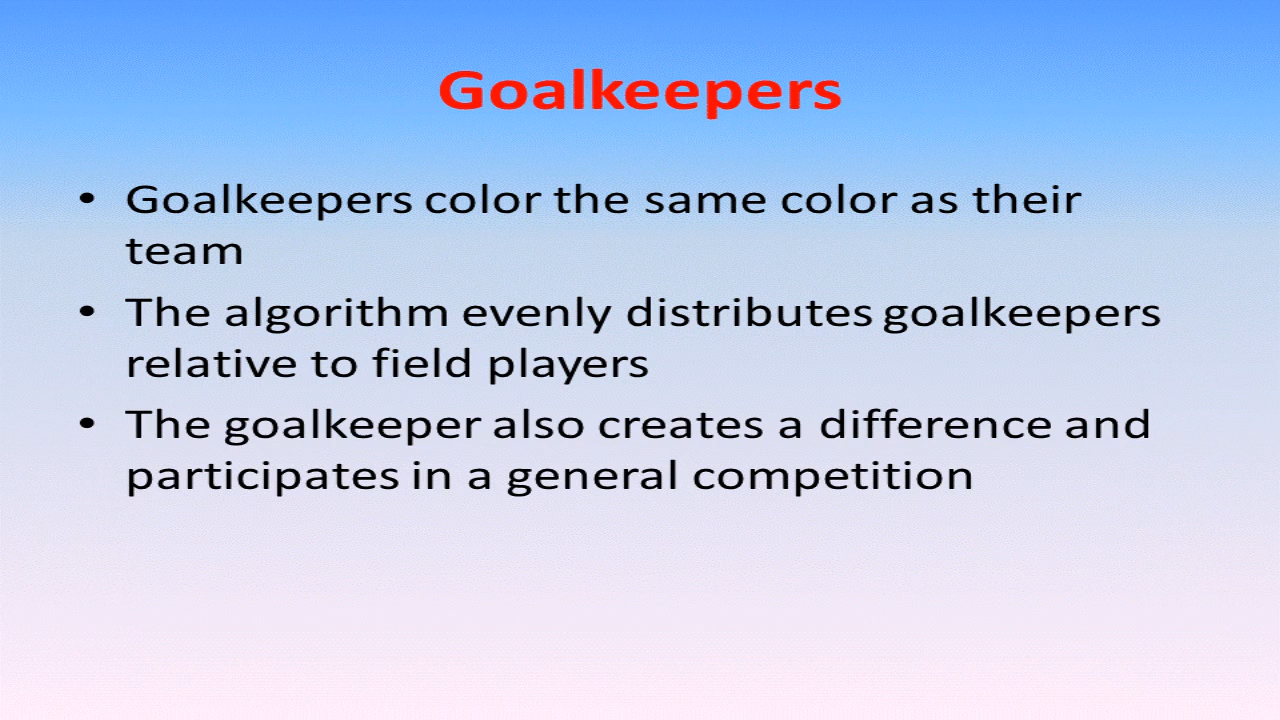 Goalkeepers
• Goalkeepers color the same color as their
team
• The algorithm evenly distributes goalkeepers
relative to field players
• The goalkeeper also creates a difference and
participates in a general competition